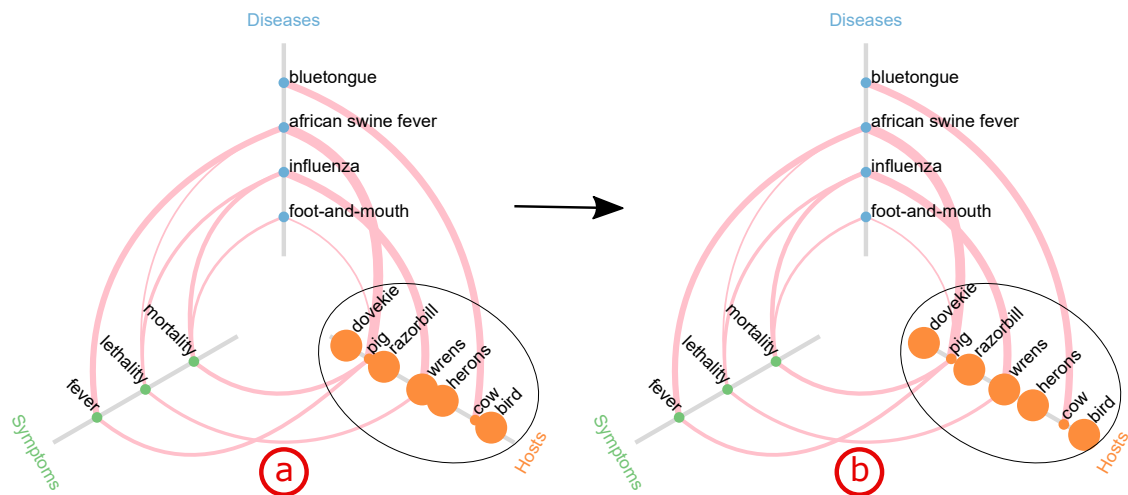 Diseases
bluetongue
african swine fever
influenza
foot-and-mouth
mortality
lethality
fever
Symptoms
dovekie
pig
razorbill
wrens
herons
cow
bird
Hosts
a
Diseases
bluetongue
african swine fever
influenza
foot-and-mouth
mortality
lethality
fever
Symptoms
dovekie
pig
razorbill
wrens
herons
cow
bird
Hosts
b